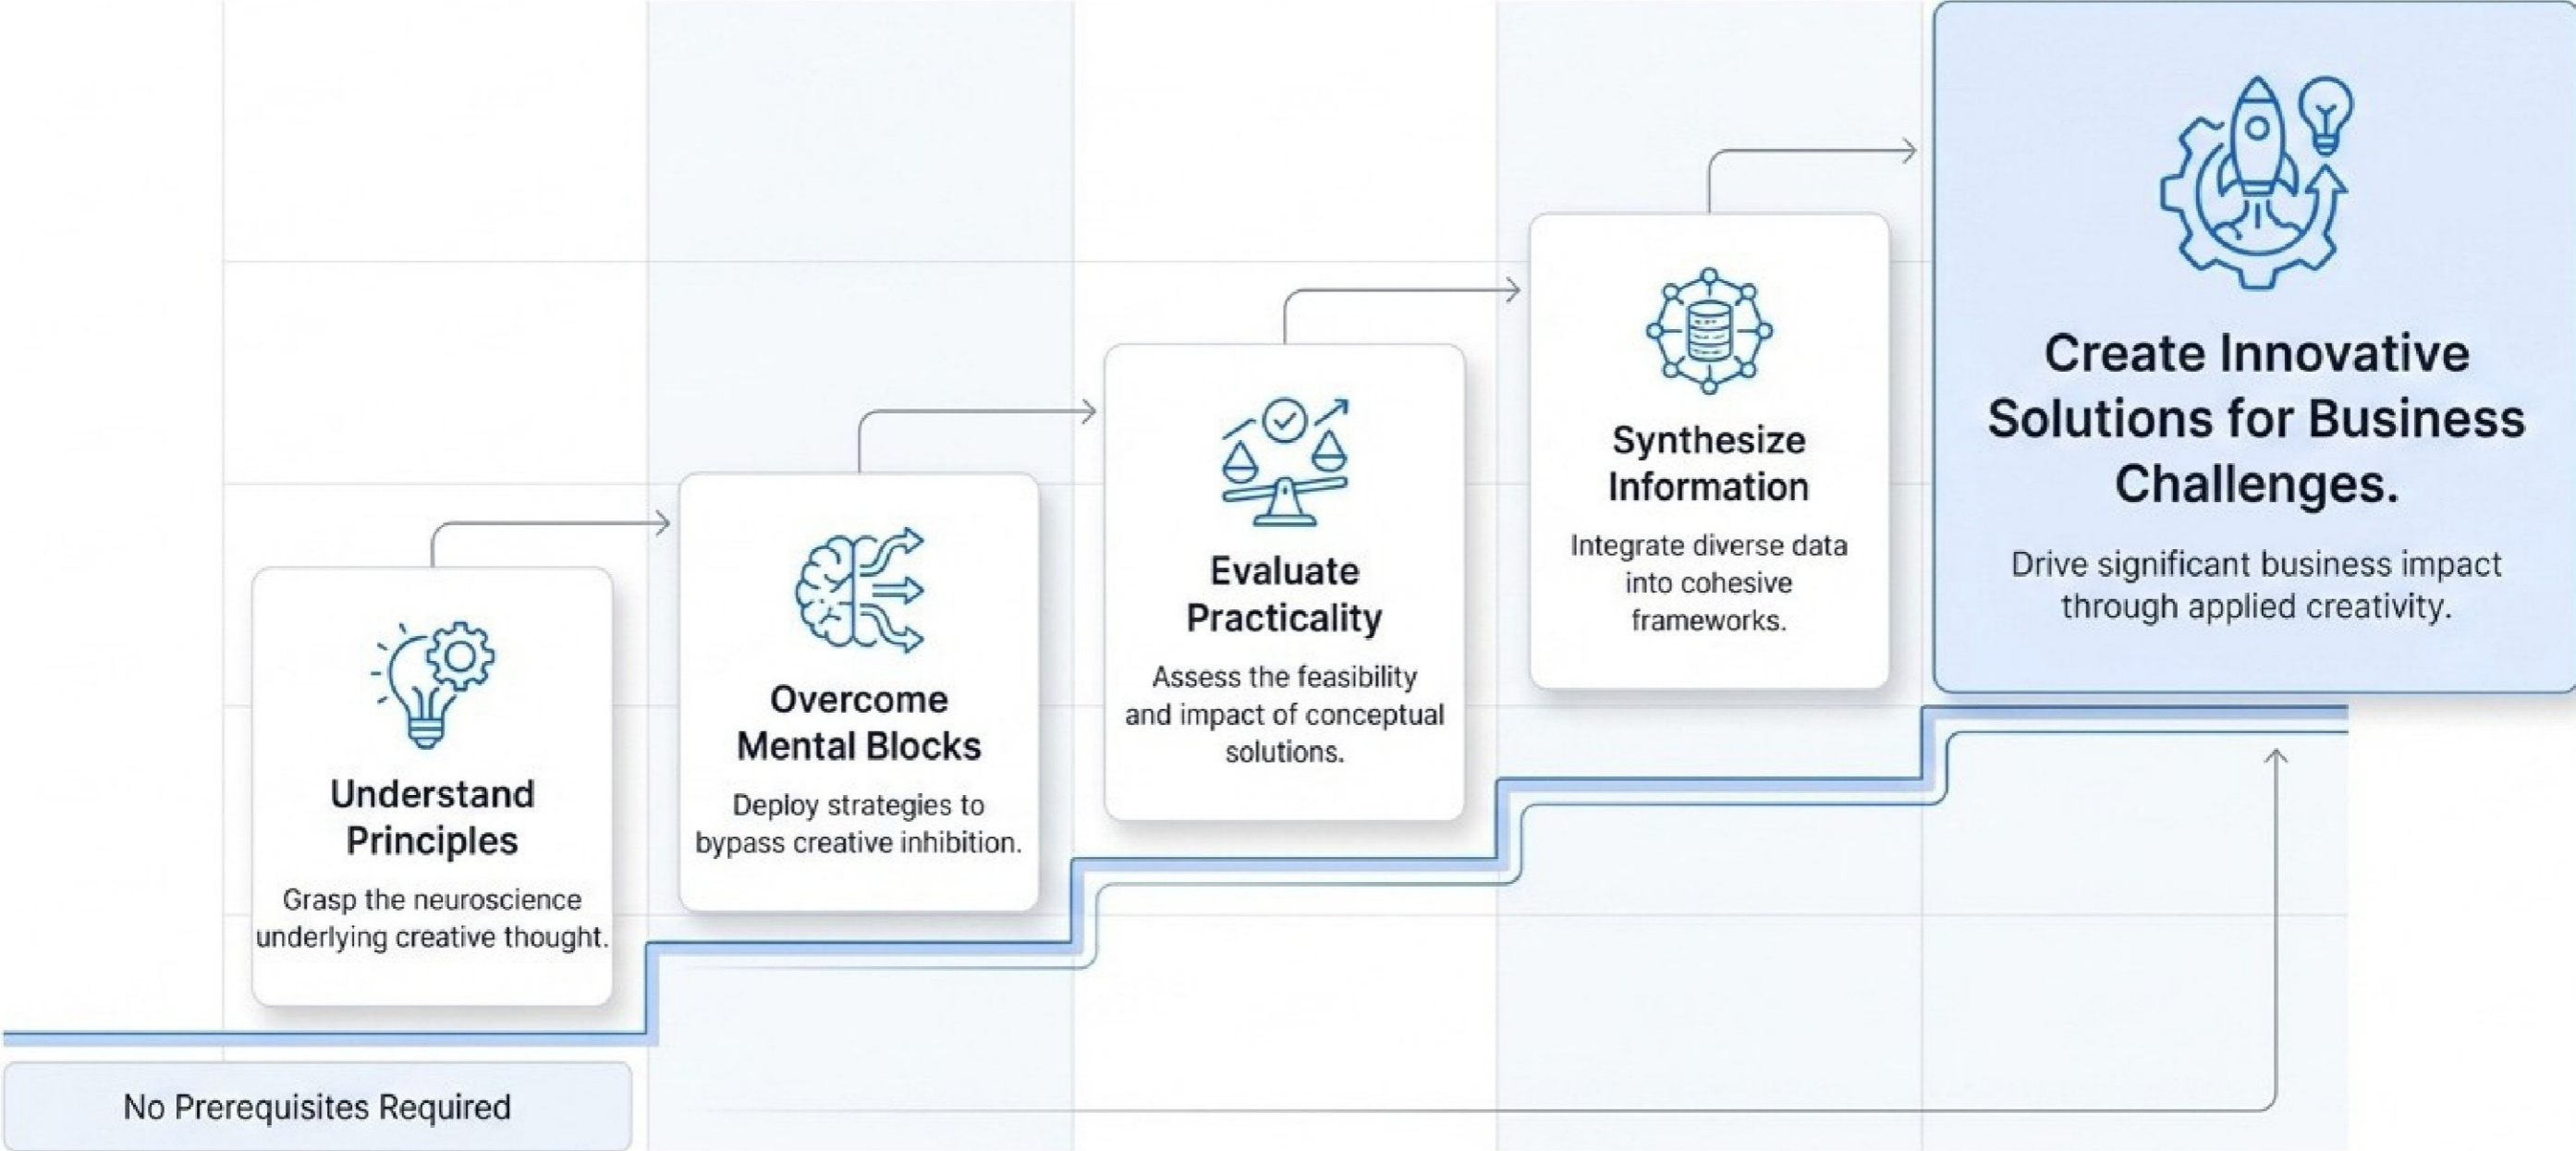 Understand
Principles
Grasp the neuroscience
underlying creative thought.
Overcome
Mental Blocks
Deploy strategies to
bypass creative inhibition.
Evaluate
Practicality
Assess the feasibility
and impact of conceptual
solutions.
Synthesize
Information
Integrate diverse data
into cohesive
frameworks.
Create Innovative
Solutions for Business
Challenges.
Drive significant business impact
through applied creativity.
No Prerequisites Required